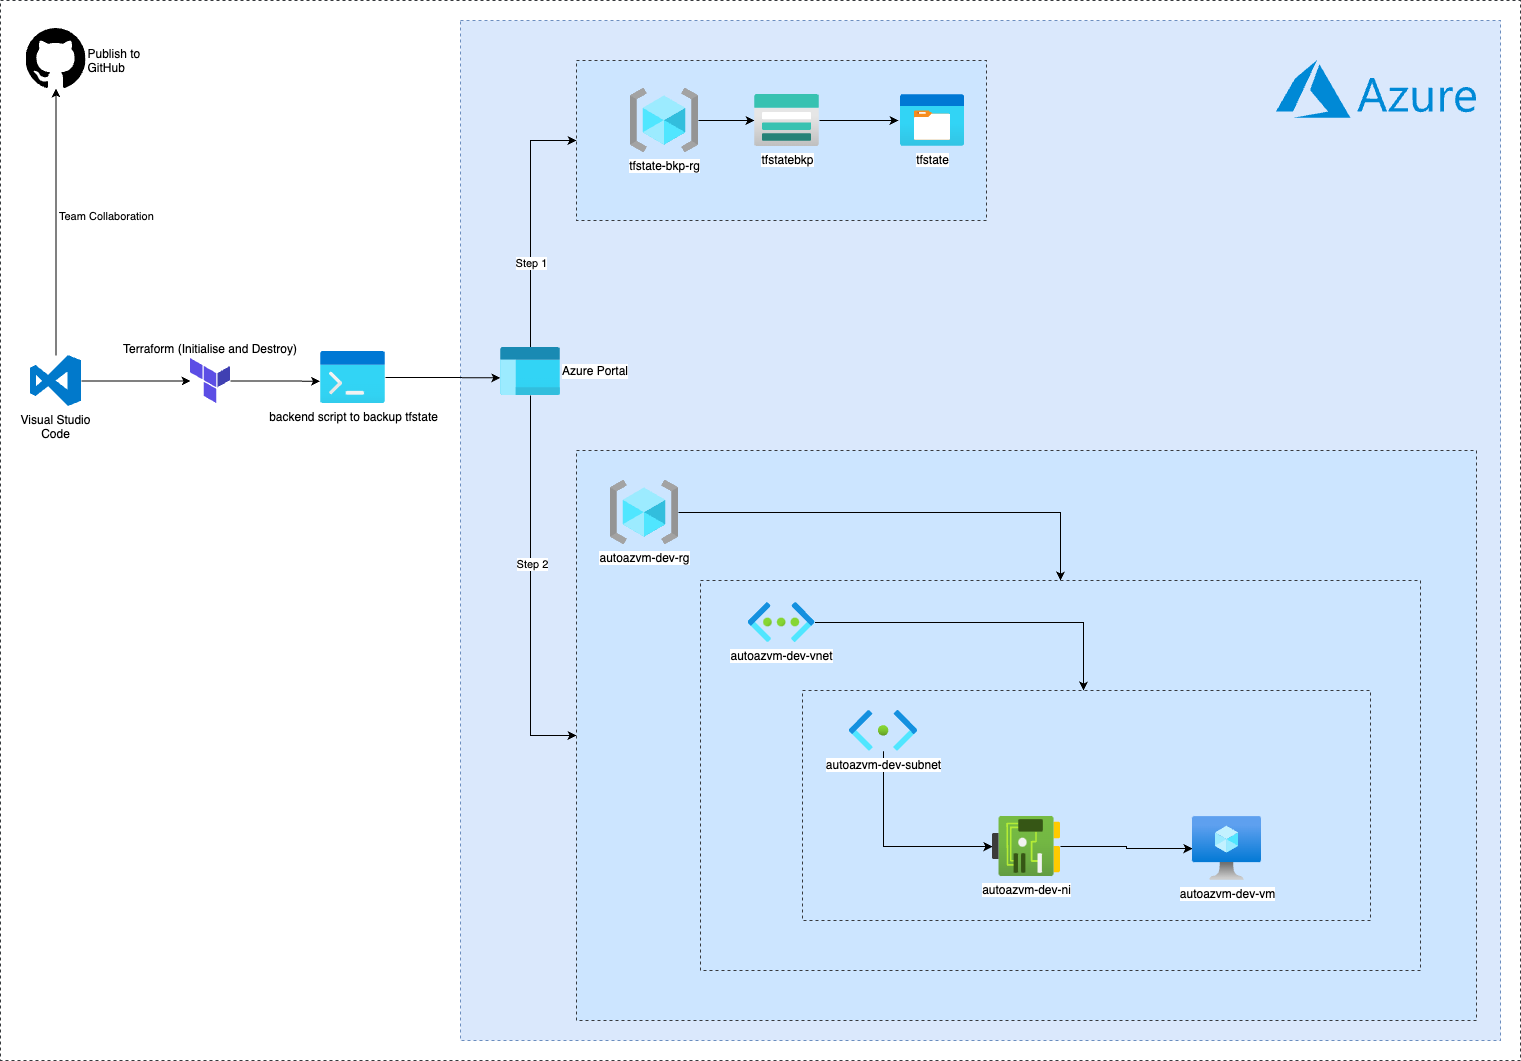 Publish to
GitHub
Azure
tfstate-bkp-rg
tfstatebkp
tfstate
Team Collaboration
Step 1
Terraform (Initialise and Destroy)
Azure Portal
backend script to backup tfstate
Visual Studio
Code
autoazvm-dev-rg
Step 2
autoazvm-dev-vnet
autoazvm-dev-subnet
autoazvm-dev-ni
autoazvm-dev-vm